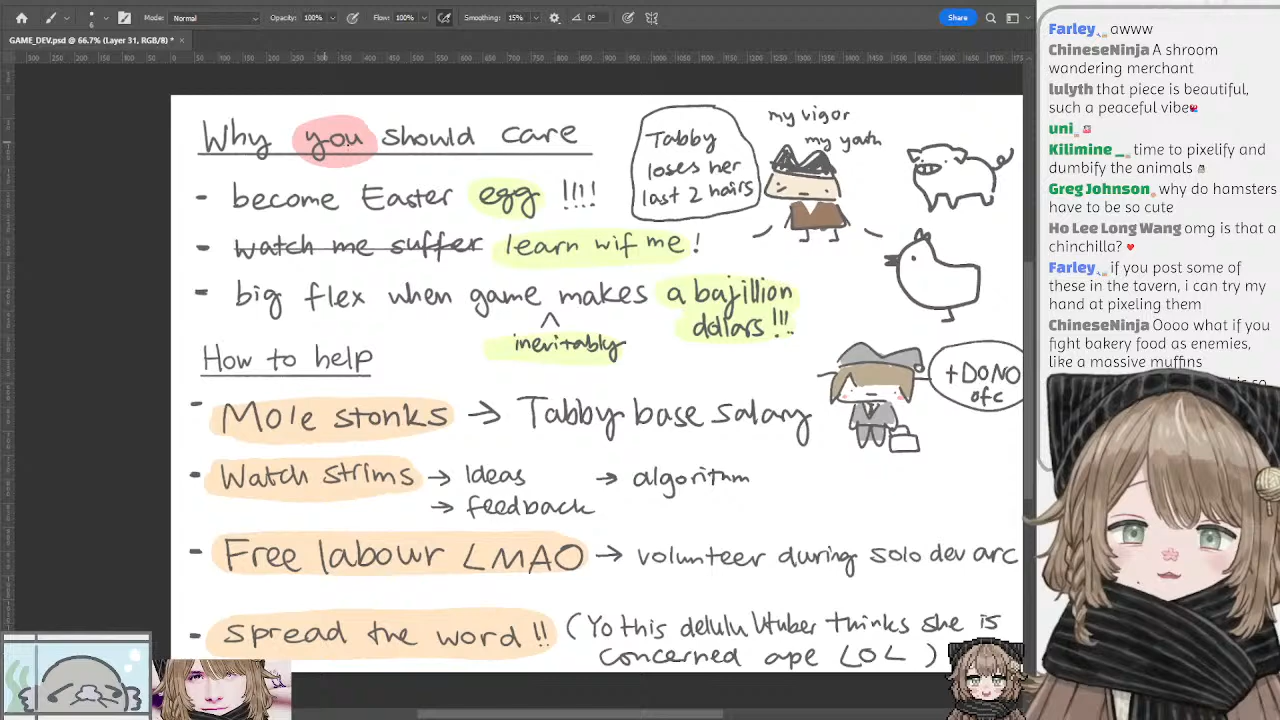 Mode: Normal Opacity: 100% Flow: 100% Smoothing: 15% 0° Share
GAME_DEV.psd @ 66.7% (Layer 31, RGB/8) *
Why you should care
- become Easter egg !!!!
- watch me suffer learn wif me !
- big flex when game makes a bajillion
dollars !!!
^
inevitably
Tabby
loses her
last 2 hairs
my vigor
my youth
How to help
- Mole stonks → Tabby base salary
+DONO
ofc
- Watch strims → Ideas → algorithm
→ feedback
- Free labour LMAO → volunteer during solo dev arc
- spread the word !! (Yo this delulu Vtuber thinks she is
concerned ape LOL )
Farley_ awww
ChineseNinja A shroom
wandering merchant
lulyth that piece is beautiful,
such a peaceful vibe
uni_
Kilimine_ time to pixelify and
dumbify the animals
Greg Johnson_ why do hamsters
have to be so cute
Ho Lee Long Wang omg is that a
chinchilla?
Farley_ if you post some of
these in the tavern, i can try my
hand at pixeling them
ChineseNinja Oooo what if you
fight bakery food as enemies,
like a massive muffins